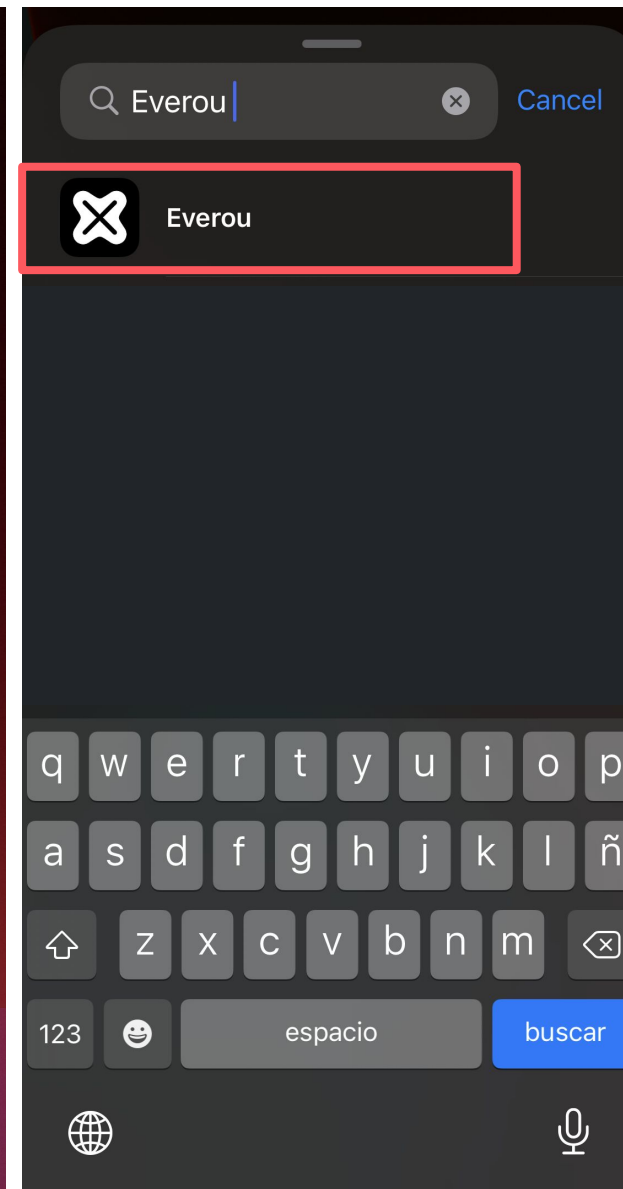 Everou
Cancel
Everou
q w e r t y u i o p
a s d f g h j k l ñ
z x c v b n m
123 espacio buscar